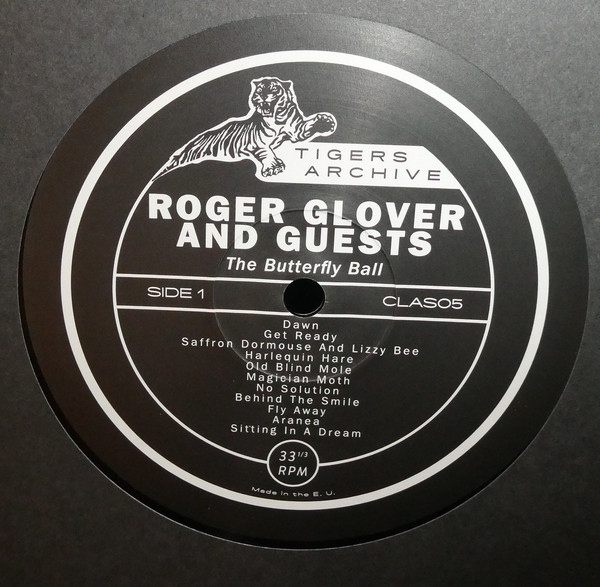 TIGERS
ARCHIVE
ROGER GLOVER
AND GUESTS
The Butterfly Ball
SIDE 1
CLAS05
Dawn
Get Ready
Saffron Dormouse And Lizzy Bee
Harlequin Hare
Old Blind Mole
Magician Moth
No Solution
Behind The Smile
Fly Away
Aranea
Sitting In A Dream
33 1/3
RPM
Made in the E. U.